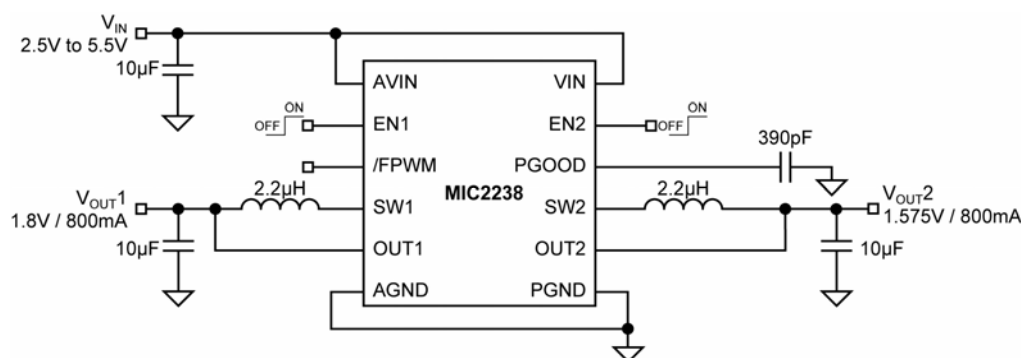 VIN
2.5V to 5.5V
10µF
AVIN
VIN
ON
OFF
EN1
EN2
ON
OFF
390pF
/FPWM
PGOOD
MIC2238
VOUT1
1.8V / 800mA
2.2µH
SW1
SW2
2.2µH
VOUT2
1.575V / 800mA
10µF
OUT1
OUT2
10µF
AGND
PGND